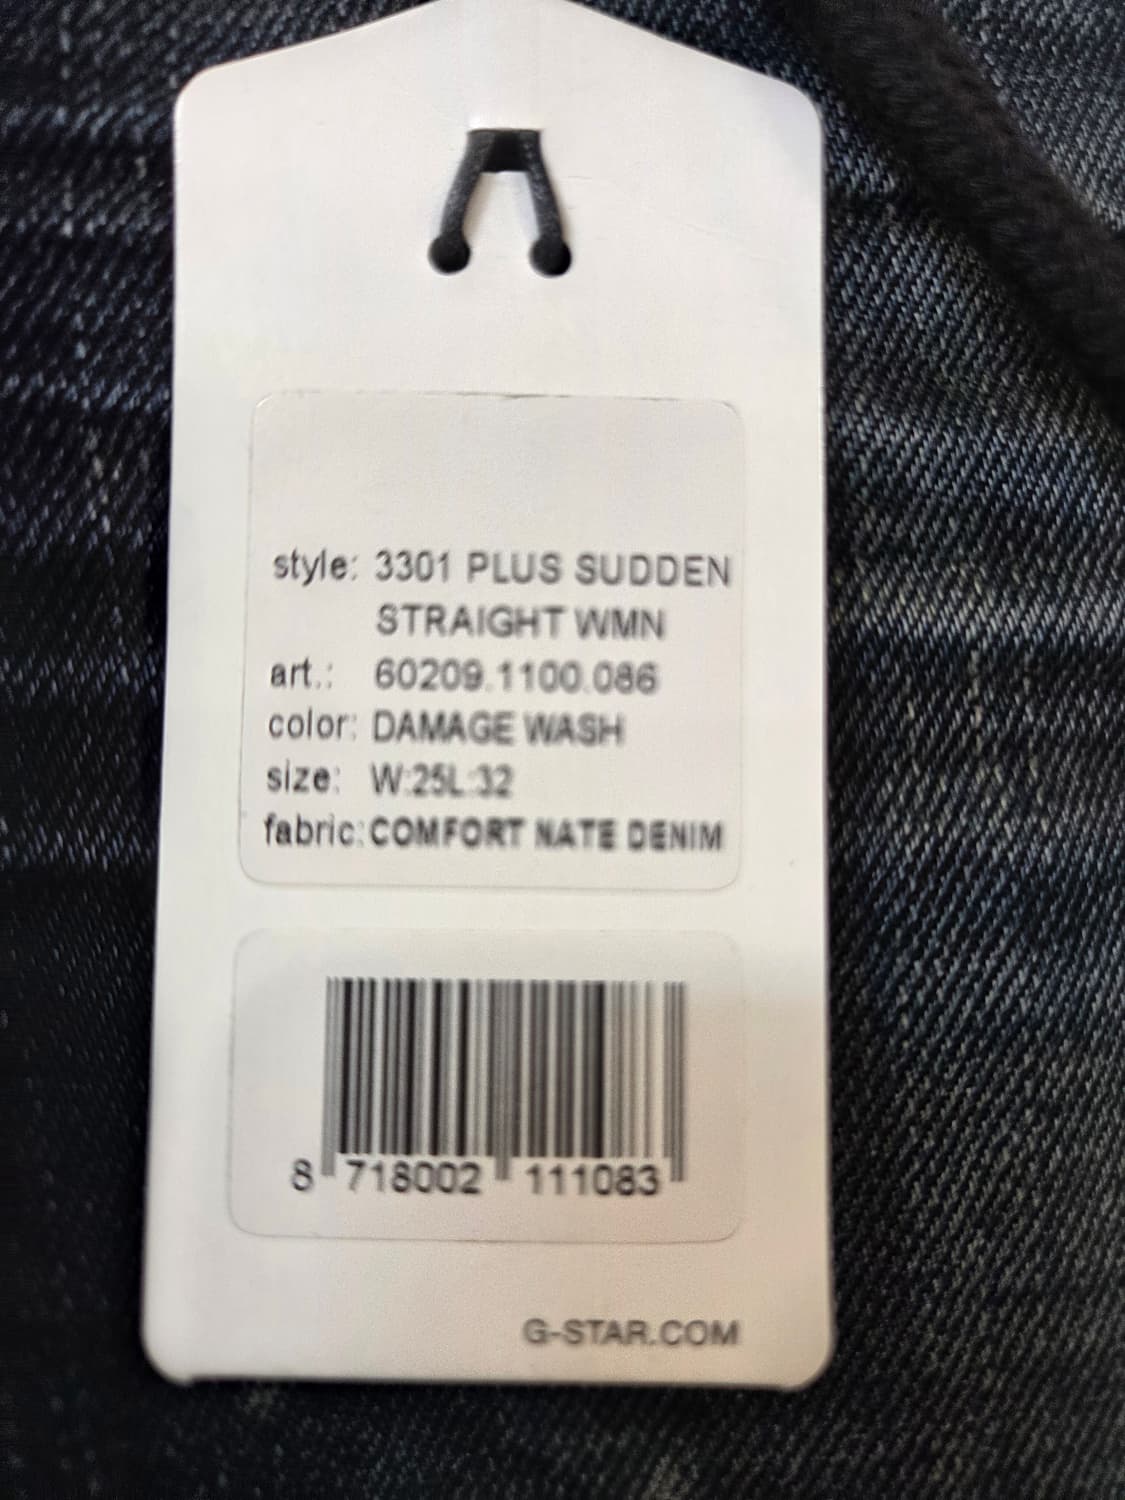 style: 3301 PLUS SUDDEN
STRAIGHT WMN
art.: 60209.1100.086
color: DAMAGE WASH
size: W:25L:32
fabric: COMFORT NATE DENIM
8 718002 111083
G-STAR.COM